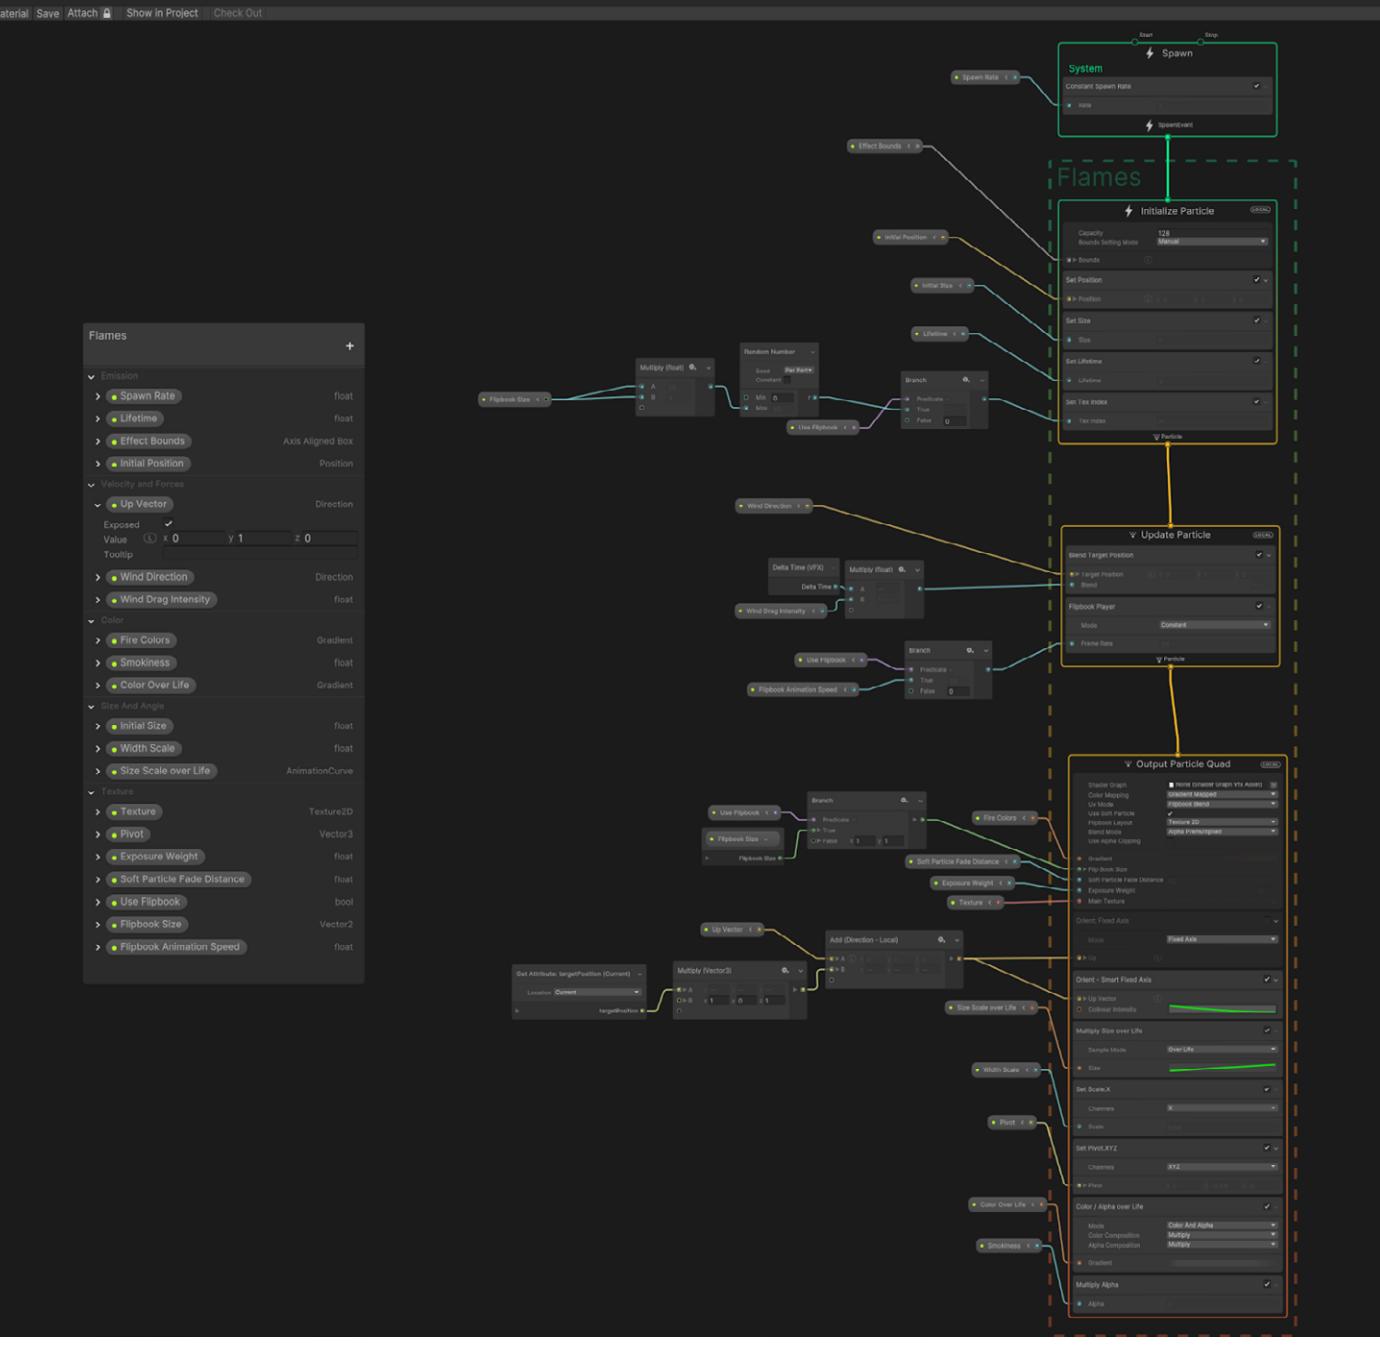 aterial Save Attach Show in Project Check Out
Start Stop
Spawn
System
Constant Spawn Rate
Rate
SpawnEvent
Spawn Rate
Effect Bounds
Flames
Initialize Particle LOCAL
Capacity 128
Bounds Setting Mode Manual
Bounds
Initial Position
Set Position
Position
Initial Size
Set Size
Size
Lifetime
Set Lifetime
Lifetime
Set Tex Index
Tex Index
Particle
Flipbook Size
Multiply (float)
A
B
Random Number
Seed Per Parti
Constant
Min 0 r
Max
Use Flipbook
Branch
Predicate
True
False 0
Flames
+
Emission
Spawn Rate float
Lifetime float
Effect Bounds Axis Aligned Box
Initial Position Position
Velocity and Forces
Up Vector Direction
Exposed
Value L x 0 y 1 z 0
Tooltip
Wind Direction Direction
Wind Drag Intensity float
Color
Fire Colors Gradient
Smokiness float
Color Over Life Gradient
Size And Angle
Initial Size float
Width Scale float
Size Scale over Life AnimationCurve
Texture
Texture Texture2D
Pivot Vector3
Exposure Weight float
Soft Particle Fade Distance float
Use Flipbook bool
Flipbook Size Vector2
Flipbook Animation Speed float
Wind Direction
Update Particle LOCAL
Blend Target Position
Target Position
Blend
Delta Time (VFX)
Delta Time
Wind Drag Intensity
Multiply (float)
A
B
Flipbook Player
Mode Constant
Frame Rate
Particle
Use Flipbook
Flipbook Animation Speed
Branch
Predicate
True
False 0
Output Particle Quad LOCAL
Shader Graph None (Shader Graph Vfx Asset)
Color Mapping Gradient Mapped
Uv Mode Flipbook Blend
Use Soft Particle
Flipbook Layout Texture 2D
Blend Mode Alpha Premultiplied
Use Alpha Clipping
Gradient
Flip Book Size
Soft Particle Fade Distance
Exposure Weight
Main Texture
Use Flipbook
Flipbook Size
Flipbook Size
Branch
Predicate
True
False x 1 y 1
Fire Colors
Soft Particle Fade Distance
Exposure Weight
Texture
Orient: Fixed Axis
Mode Fixed Axis
Up
Up Vector
Add (Direction - Local)
A
B
Get Attribute: targetPosition (Current)
Location Current
targetPosition
Multiply (Vector3)
A
B x 1 y 0 z 1
Orient - Smart Fixed Axis
Up Vector
Collinear Intensity
Size Scale over Life
Multiply Size over Life
Sample Mode Over Life
Size
Width Scale
Set Scale.X
Channels X
Scale
Pivot
Set Pivot.XYZ
Channels XYZ
Pivot
Color Over Life
Color / Alpha over Life
Mode Color And Alpha
Color Composition Multiply
Alpha Composition Multiply
Gradient
Smokiness
Multiply Alpha
Alpha